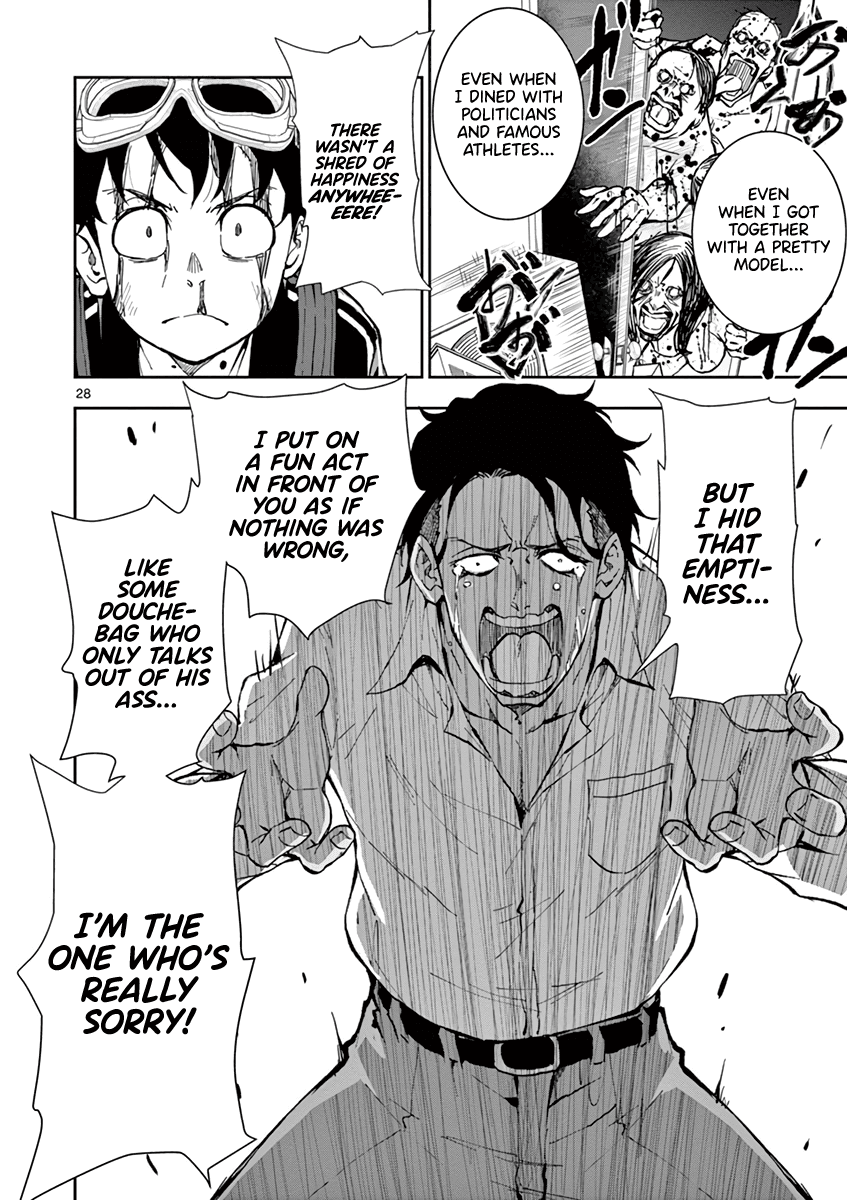 EVEN
WHEN I GOT
TOGETHER
WITH A PRETTY
MODEL...
EVEN WHEN
I DINED WITH
POLITICIANS
AND FAMOUS
ATHLETES...
THERE
WASN'T A
SHRED OF
HAPPINESS
ANYWHEE-
EERE!
28
BUT
I HID
THAT
EMPTI-
NESS...
I PUT ON
A FUN ACT
IN FRONT OF
YOU AS IF
NOTHING WAS
WRONG,
LIKE
SOME
DOUCHE-
BAG WHO
ONLY TALKS
OUT OF HIS
ASS...
I'M THE
ONE WHO'S
REALLY
SORRY!